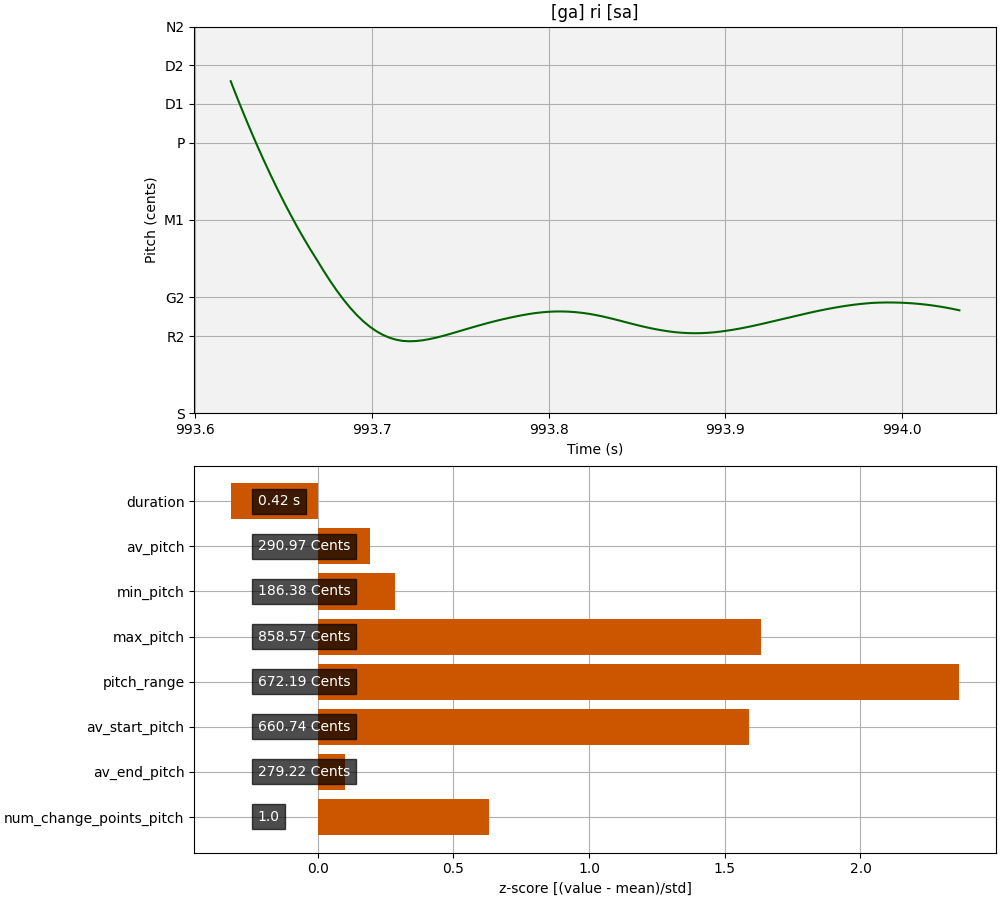 [ga] ri [sa]
N2
D2
D1
P
M1
G2
R2
S
Pitch (cents)
993.6 993.7 993.8 993.9 994.0
Time (s)
duration 0.42 s
av_pitch 290.97 Cents
min_pitch 186.38 Cents
max_pitch 858.57 Cents
pitch_range 672.19 Cents
av_start_pitch 660.74 Cents
av_end_pitch 279.22 Cents
num_change_points_pitch 1.0
0.0 0.5 1.0 1.5 2.0
z-score [(value - mean)/std]